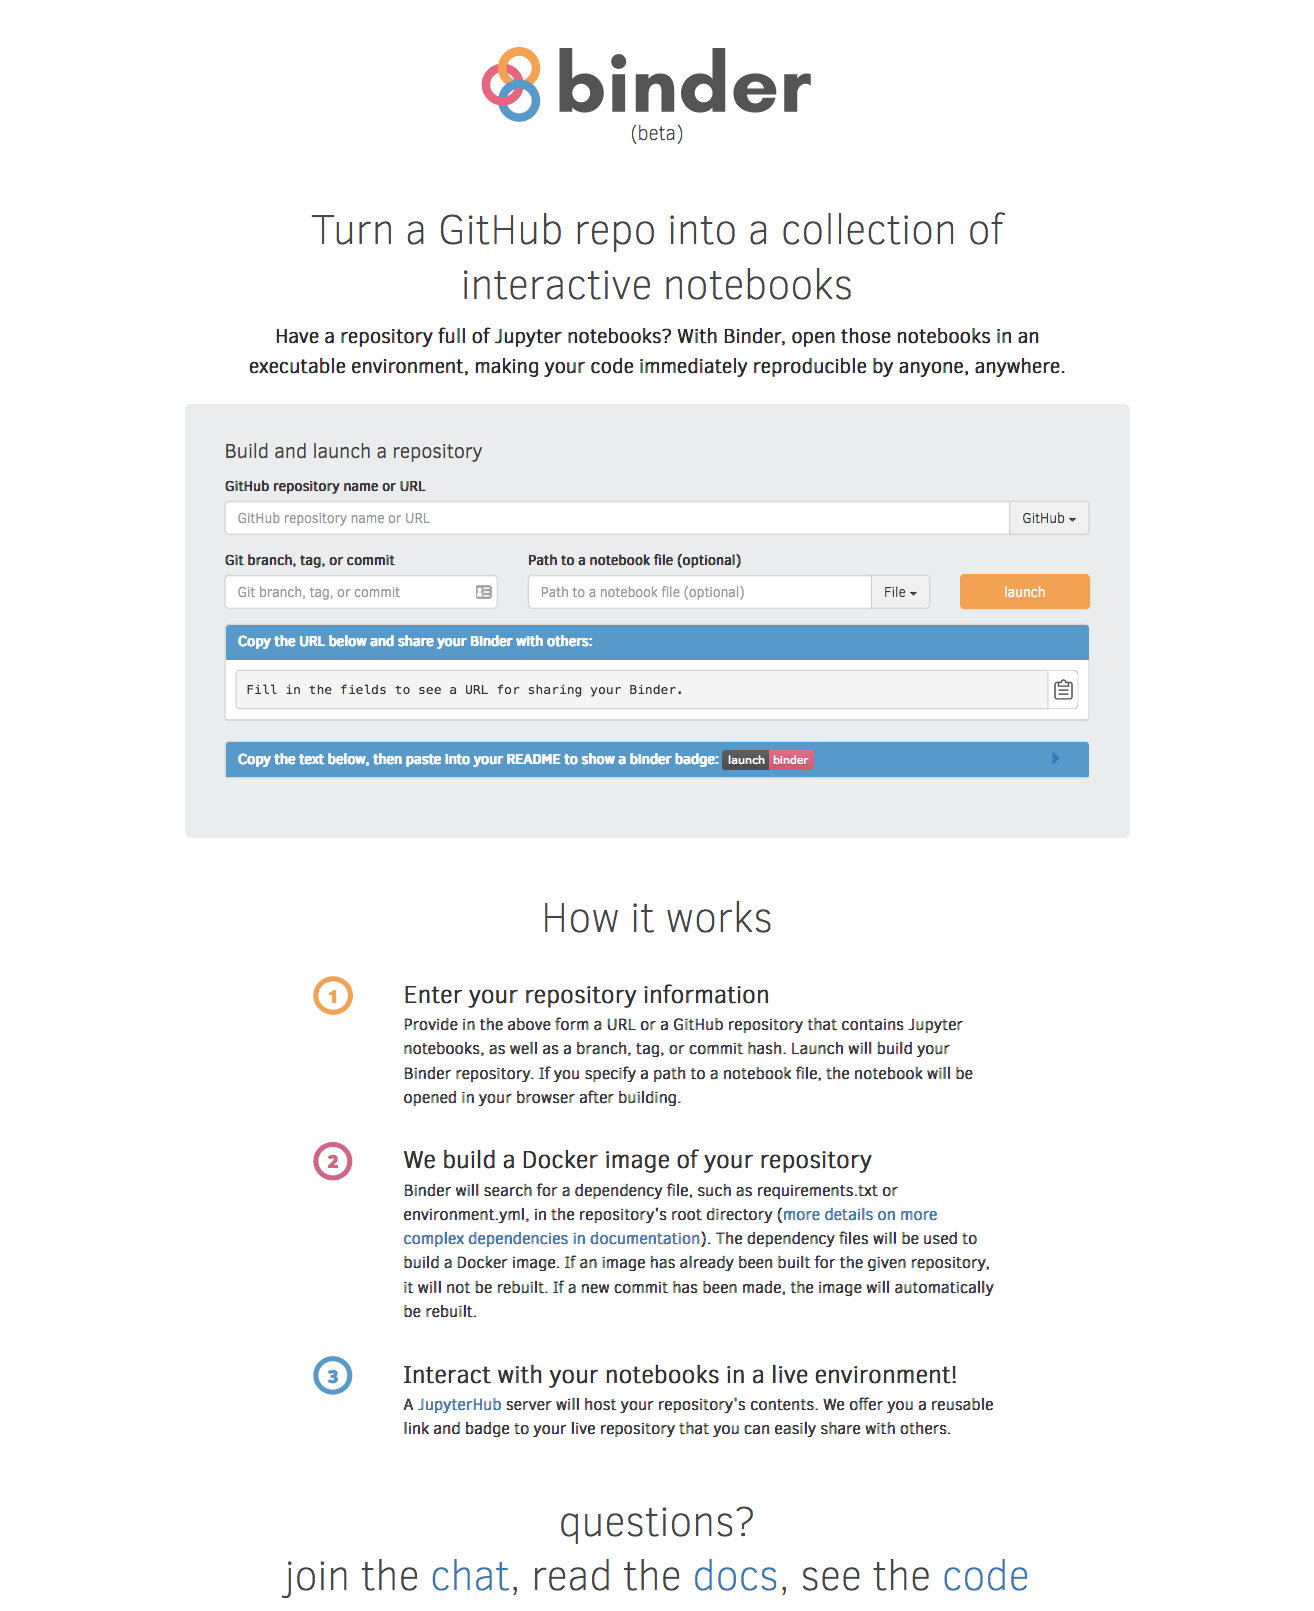 binder
(beta)
Turn a GitHub repo into a collection of
interactive notebooks
Have a repository full of Jupyter notebooks? With Binder, open those notebooks in an
executable environment, making your code immediately reproducible by anyone, anywhere.
Build and launch a repository
GitHub repository name or URL
GitHub repository name or URL GitHub
Git branch, tag, or commit Path to a notebook file (optional)
Git branch, tag, or commit Path to a notebook file (optional) File launch
Copy the URL below and share your Binder with others:
Fill in the fields to see a URL for sharing your Binder.
Copy the text below, then paste into your README to show a binder badge: launch binder
How it works
1 Enter your repository information
Provide in the above form a URL or a GitHub repository that contains Jupyter
notebooks, as well as a branch, tag, or commit hash. Launch will build your
Binder repository. If you specify a path to a notebook file, the notebook will be
opened in your browser after building.
2 We build a Docker image of your repository
Binder will search for a dependency file, such as requirements.txt or
environment.yml, in the repository's root directory (more details on more
complex dependencies in documentation). The dependency files will be used to
build a Docker image. If an image has already been built for the given repository,
it will not be rebuilt. If a new commit has been made, the image will automatically
be rebuilt.
3 Interact with your notebooks in a live environment!
A JupyterHub server will host your repository's contents. We offer you a reusable
link and badge to your live repository that you can easily share with others.
questions?
join the chat, read the docs, see the code